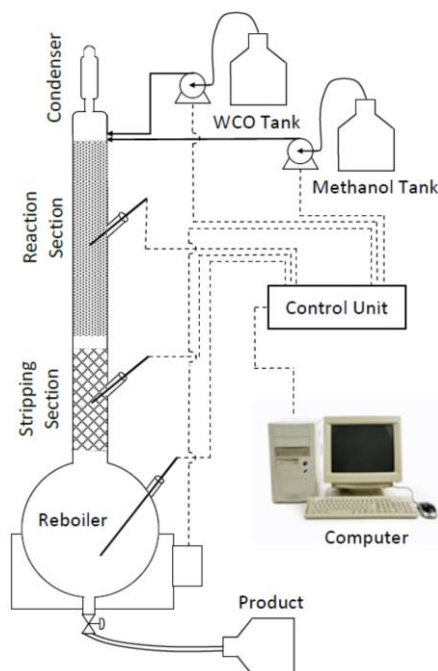 Condenser
WCO Tank
Methanol Tank
Reaction
Section
Control Unit
Stripping
Section
Reboiler
Computer
Product